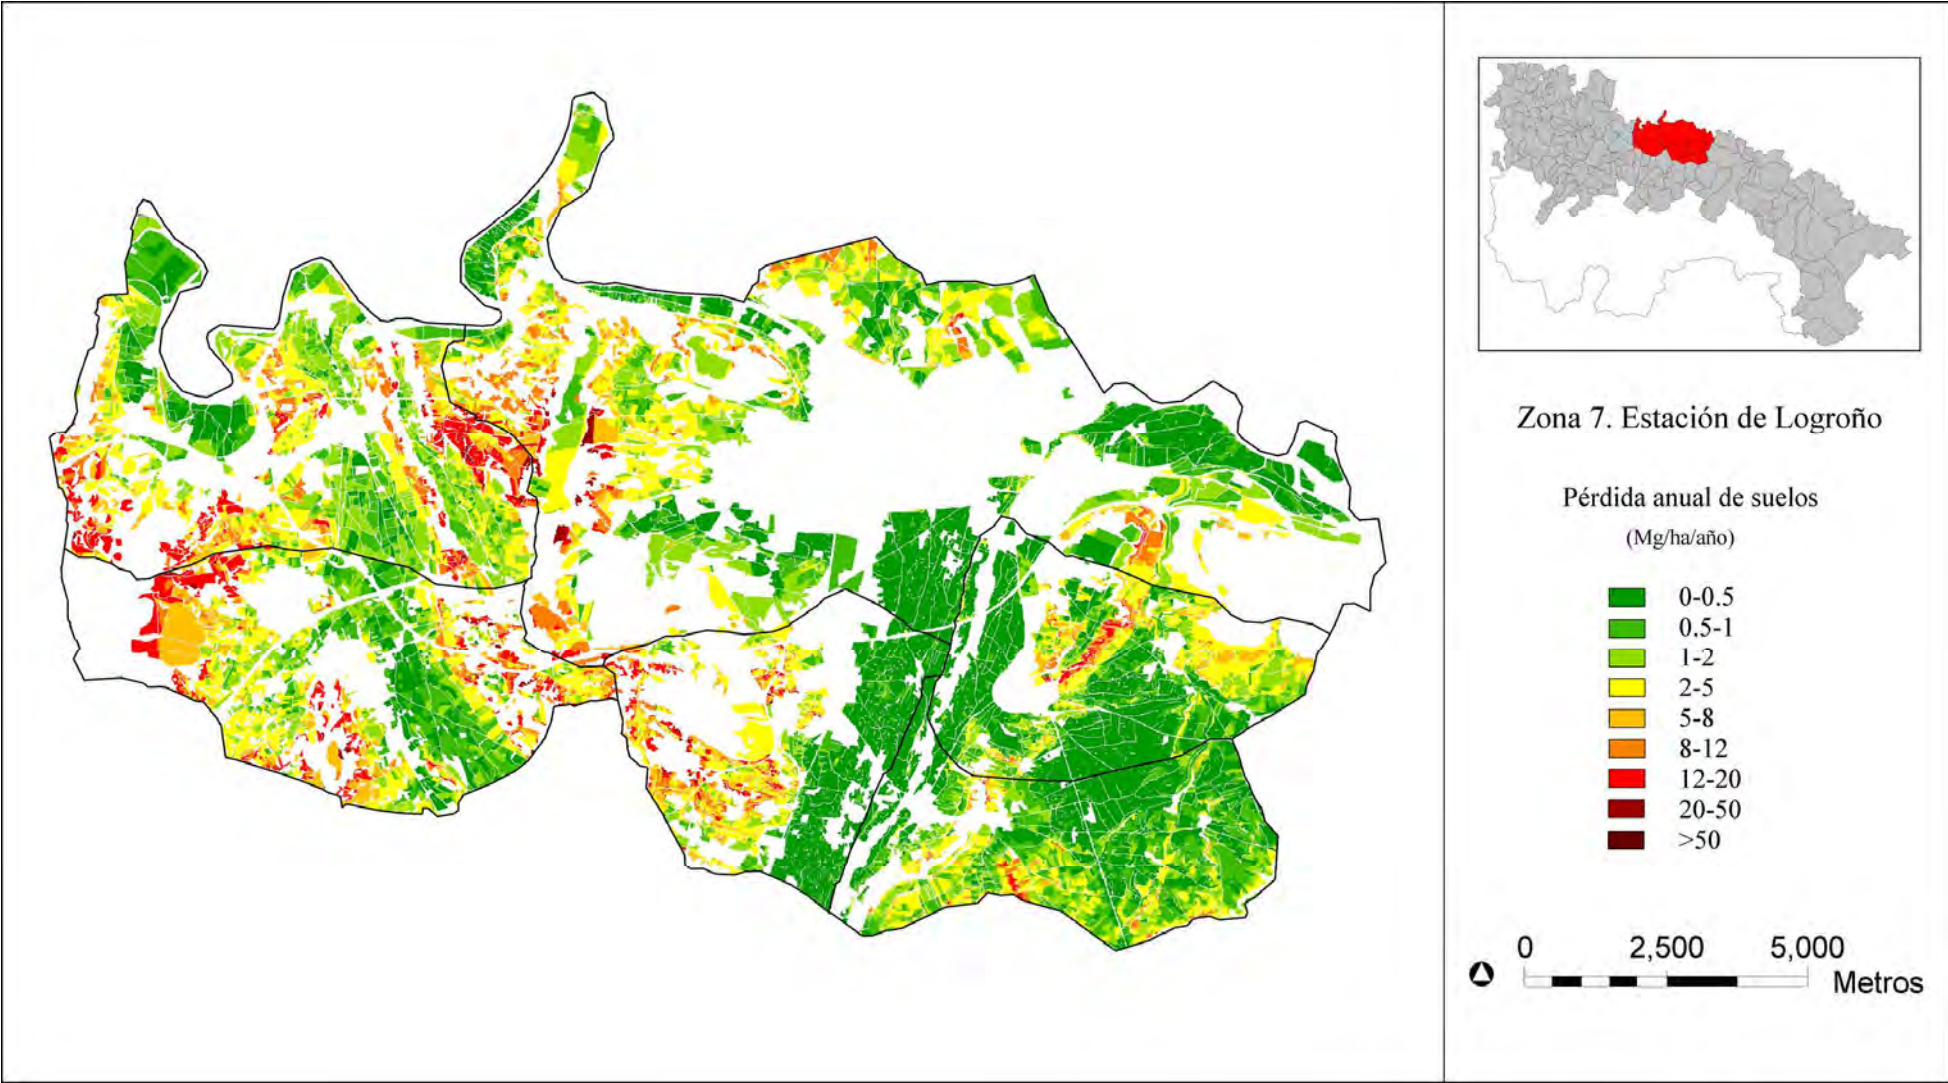 Zona 7. Estación de Logroño
Pérdida anual de suelos
(Mg/ha/año)
0-0.5
0.5-1
1-2
2-5
5-8
8-12
12-20
20-50
>50
0 2,500 5,000
Metros